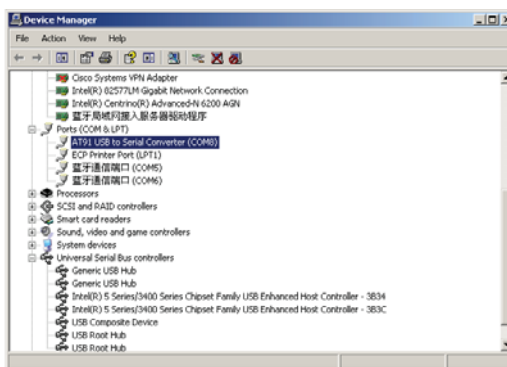 Device Manager
File Action View Help
Cisco Systems VPN Adapter
Intel(R) 82577LM Gigabit Network Connection
Intel(R) Centrino(R) Advanced-N 6200 AGN
蓝牙局域网接入服务器驱动程序
Ports (COM & LPT)
AT91 USB to Serial Converter (COM8)
ECP Printer Port (LPT1)
蓝牙通信端口 (COM5)
蓝牙通信端口 (COM6)
Processors
SCSI and RAID controllers
Smart card readers
Sound, video and game controllers
System devices
Universal Serial Bus controllers
Generic USB Hub
Generic USB Hub
Intel(R) 5 Series/3400 Series Chipset Family USB Enhanced Host Controller - 3B34
Intel(R) 5 Series/3400 Series Chipset Family USB Enhanced Host Controller - 3B3C
USB Composite Device
USB Root Hub
USB Root Hub